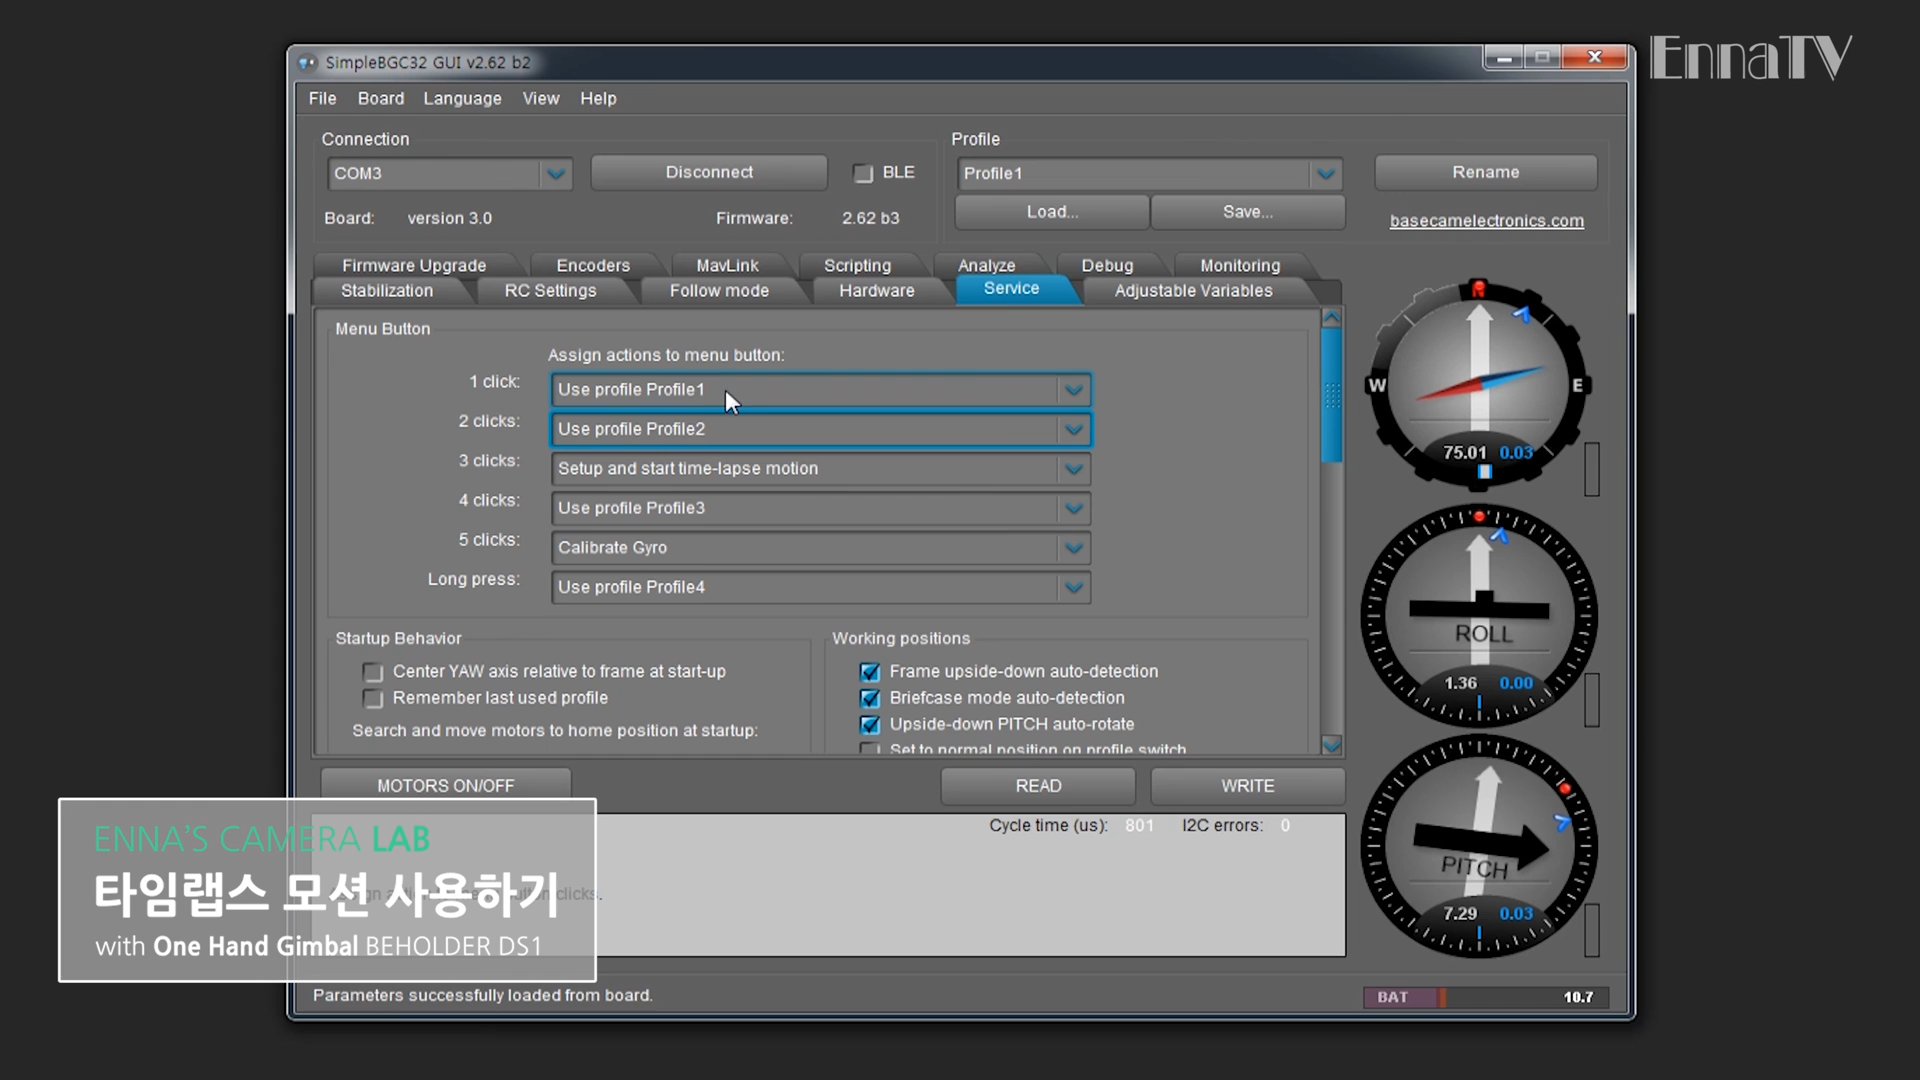 EnnaTV
SimpleBGC32 GUI v2.62 b2
File Board Language View Help
Connection
COM3 Disconnect BLE
Board: version 3.0 Firmware: 2.62 b3
Profile
Profile1 Rename
Load... Save... basecamelectronics.com
Firmware Upgrade Encoders MavLink Scripting Analyze Debug Monitoring
Stabilization RC Settings Follow mode Hardware Service Adjustable Variables
Menu Button
Assign actions to menu button:
1 click: Use profile Profile1
2 clicks: Use profile Profile2
3 clicks: Setup and start time-lapse motion
4 clicks: Use profile Profile3
5 clicks: Calibrate Gyro
Long press: Use profile Profile4
Startup Behavior
Center YAW axis relative to frame at start-up
Remember last used profile
Search and move motors to home position at startup:
Working positions
Frame upside-down auto-detection
Briefcase mode auto-detection
Upside-down PITCH auto-rotate
Set to normal position on profile switch
N
W E
75.01 0.03
ROLL
1.36 0.00
PITCH
7.29 0.03
MOTORS ON/OFF READ WRITE
Cycle time (us): 801 I2C errors: 0
ENNA'S CAMERA LAB
타임랩스 모션 사용하기
with One Hand Gimbal BEHOLDER DS1
Parameters successfully loaded from board.
BAT 10.7